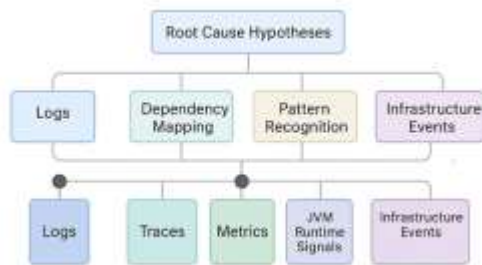 Root Cause Hypotheses
Logs
Dependency
Mapping
Pattern
Recognition
Infrastructure
Events
Logs
Traces
Metrics
JVM
Runtime
Signals
Infrastructure
Events